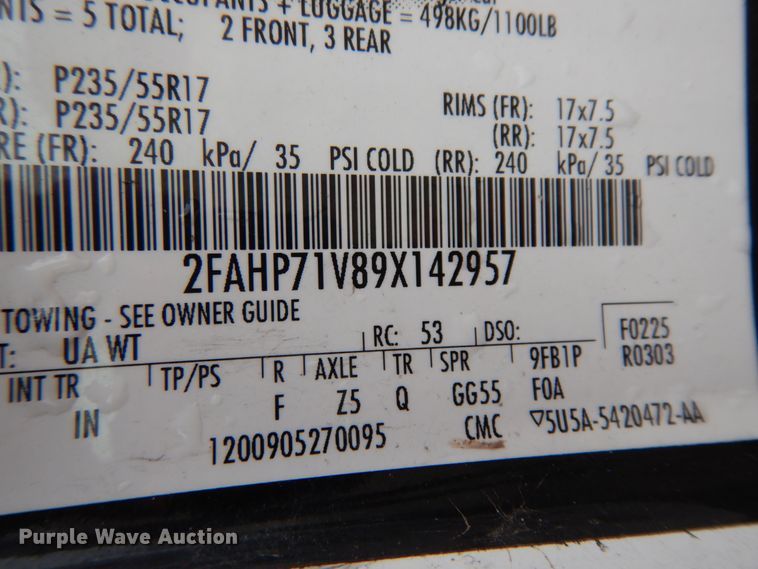 + LUGGAGE = 498KG/1100LB
= 5 TOTAL; 2 FRONT, 3 REAR
P235/55R17 RIMS (FR): 17x7.5
P235/55R17 (RR): 17x7.5
(FR): 240 kPa/ 35 PSI COLD (RR): 240 kPa/ 35 PSI COLD
2FAHP71V89X142957
TOWING - SEE OWNER GUIDE
UA WT RC: 53 DSO: F0225
R0303
INT TR TP/PS R AXLE TR SPR 9FB1P
IN F Z5 Q GG55 F0A
1200905270095 CMC ▽5U5A-5420472-AA
Purple Wave Auction